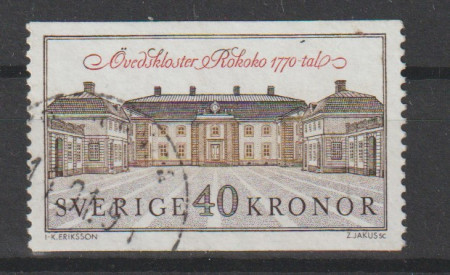 Övedskloster Rokoko 1770-tal
SVERIGE 40 KRONOR
I-K.ERIKSSON Z.JAKUS SC